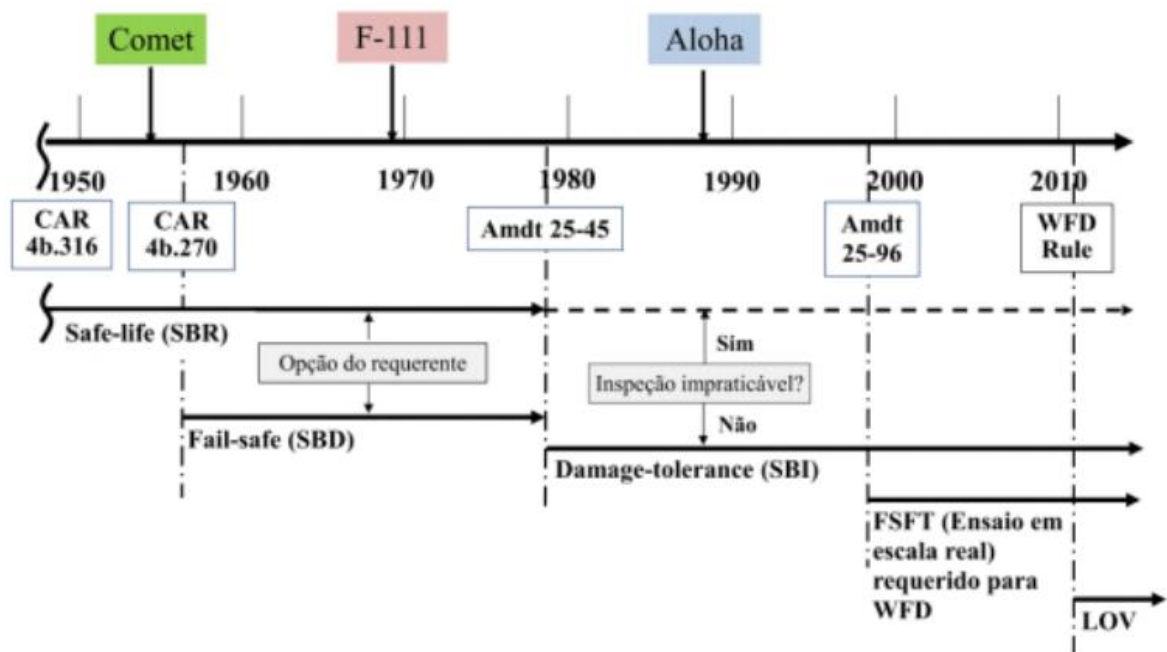 Comet
F-111
Aloha
1950
1960
1970
1980
1990
2000
2010
CAR
4b.316
CAR
4b.270
Amdt 25-45
Amdt
25-96
WFD
Rule
Safe-life (SBR)
Opção do requerente
Sim
Inspeção impraticável?
Não
Fail-safe (SBD)
Damage-tolerance (SBI)
FSFT (Ensaio em
escala real)
requerido para
WFD
LOV